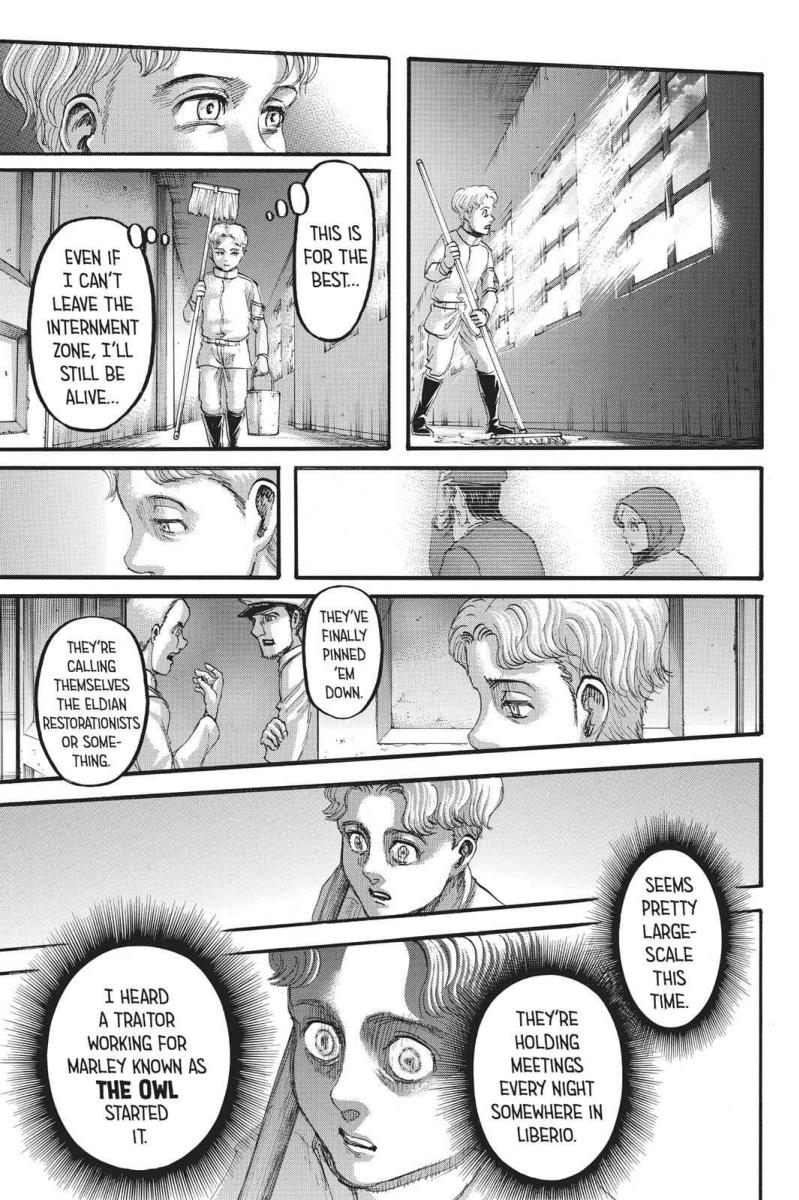 THIS IS
FOR THE
BEST...
EVEN IF
I CAN'T
LEAVE THE
INTERNMENT
ZONE, I'LL
STILL BE
ALIVE...
THEY'VE
FINALLY
PINNED
'EM
DOWN.
THEY'RE
CALLING
THEMSELVES
THE ELDIAN
RESTORATIONISTS
OR SOME-
THING.
SEEMS
PRETTY
LARGE-
SCALE
THIS
TIME.
THEY'RE
HOLDING
MEETINGS
EVERY NIGHT
SOMEWHERE IN
LIBERIO.
I HEARD
A TRAITOR
WORKING FOR
MARLEY KNOWN AS
THE OWL
STARTED
IT.